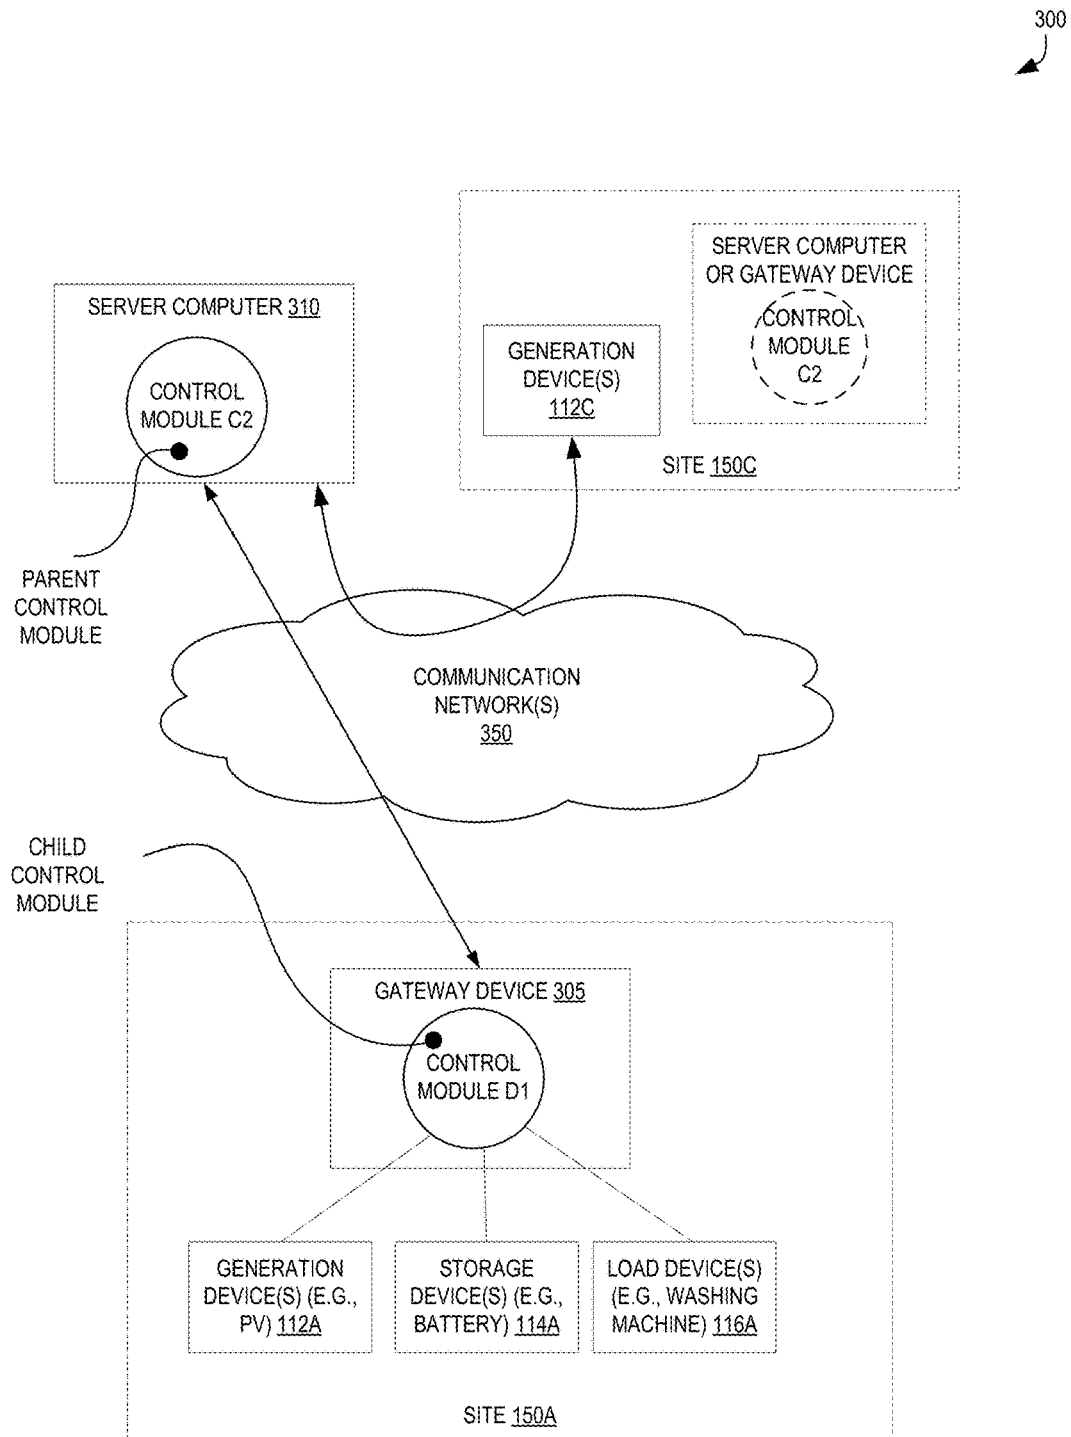 300
SERVER COMPUTER
OR GATEWAY DEVICE
CONTROL
MODULE
C2
GENERATION
DEVICE(S)
112C
SITE 150C
SERVER COMPUTER 310
CONTROL
MODULE C2
PARENT
CONTROL
MODULE
COMMUNICATION
NETWORK(S)
350
CHILD
CONTROL
MODULE
GATEWAY DEVICE 305
CONTROL
MODULE D1
GENERATION
DEVICE(S) (E.G.,
PV) 112A
STORAGE
DEVICE(S) (E.G.,
BATTERY) 114A
LOAD DEVICE(S)
(E.G., WASHING
MACHINE) 116A
SITE 150A